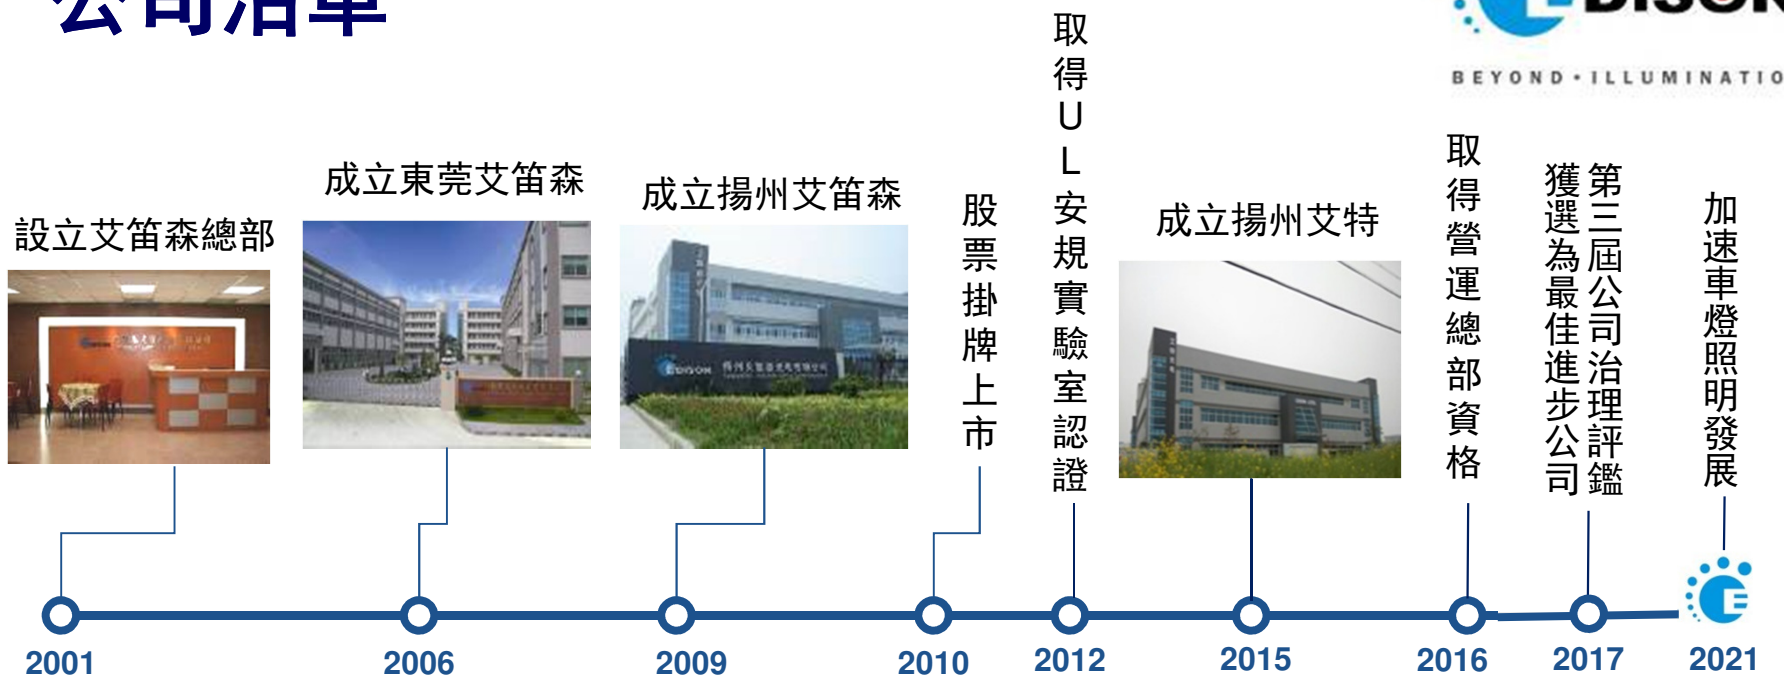 公司沿革
EDISON
BEYOND·ILLUMINATIO
設立艾笛森總部
成立東莞艾笛森
成立揚州艾笛森
股票掛牌上市
取得UL安規實驗室認證
成立揚州艾特
取得營運總部資格
第三屆公司治理評鑑
獲選為最佳進步公司
加速車燈照明發展
EDISON
2001
2006
2009
2010
2012
2015
2016
2017
2021